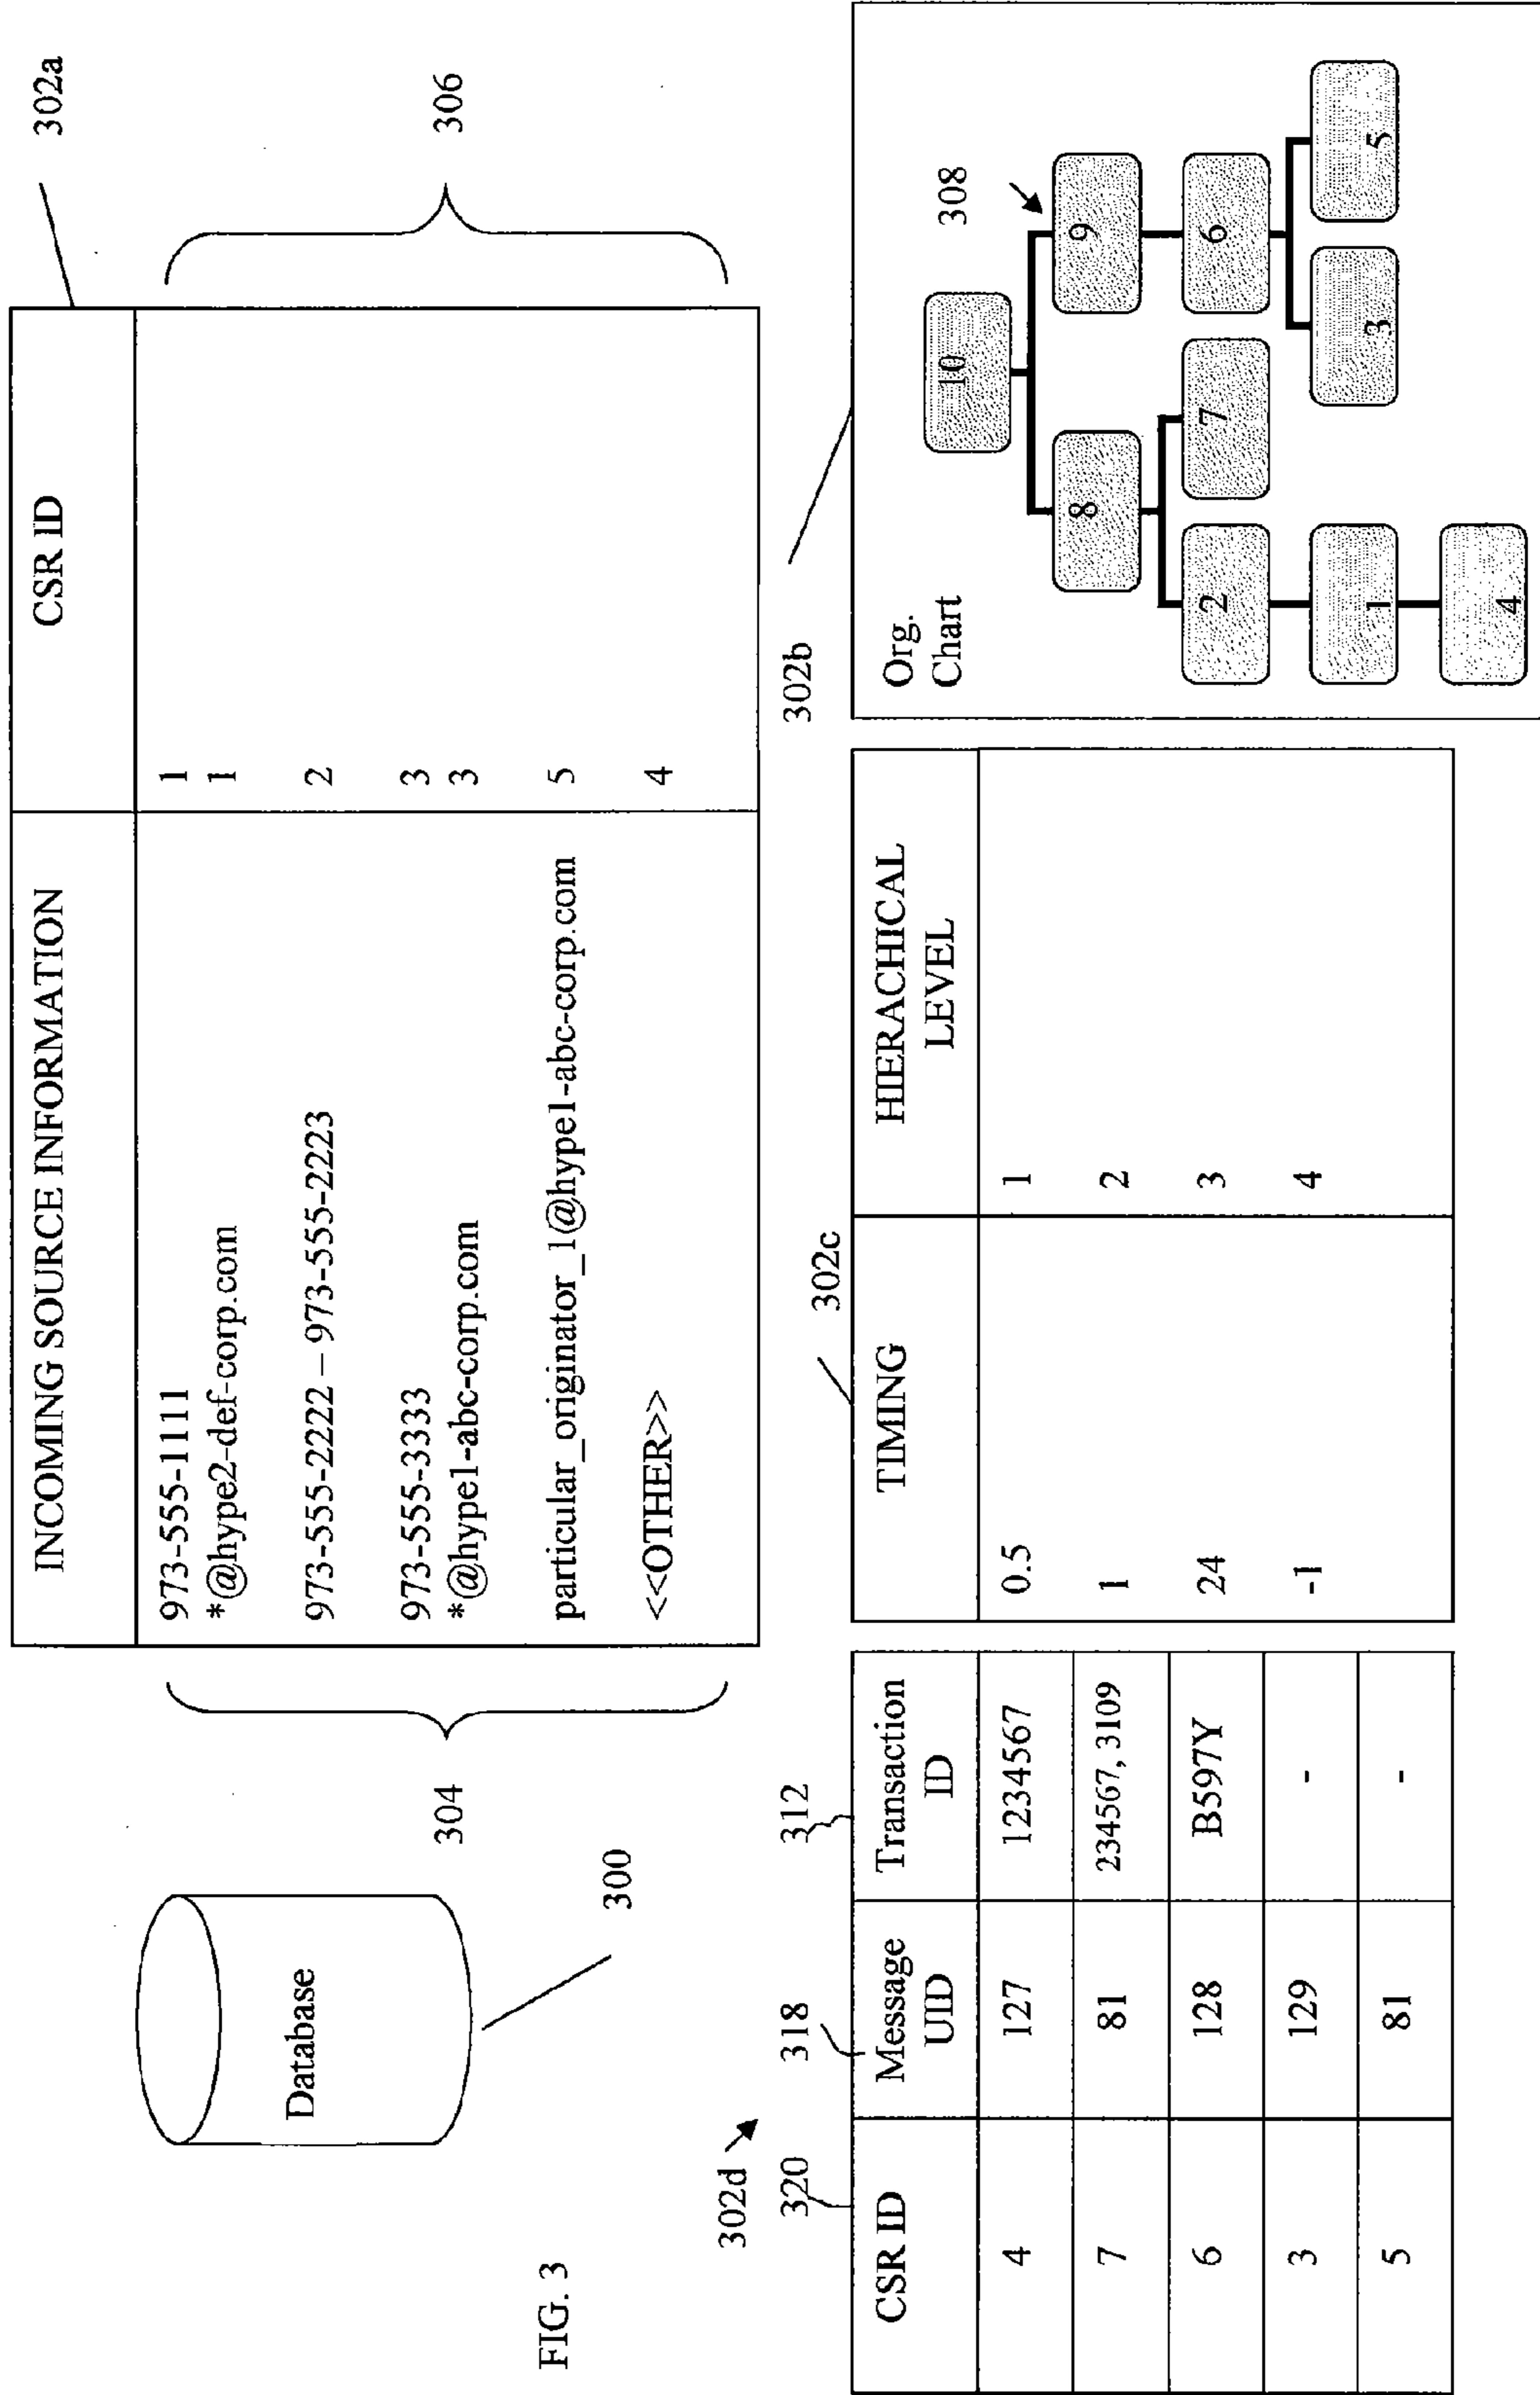 FIG. 3
Database
300
302a
304
306
INCOMING SOURCE INFORMATION CSR ID
973-555-1111 1
*@hype2-def-corp.com 1
973-555-2222 – 973-555-2223 2
973-555-3333 3
*@hype1-abc-corp.com 3
particular_originator_1@hype1-abc-corp.com 5
<<OTHER>> 4
302d
320
318
312
CSR ID Message UID Transaction ID
4 127 1234567
7 81 234567, 3109
6 128 B597Y
3 129 -
5 81 -
302c
TIMING HIERACHICAL LEVEL
0.5 1
1 2
24 3
-1 4
302b
Org.
Chart
308
10
8 9
2 7 6
1 3 5
4